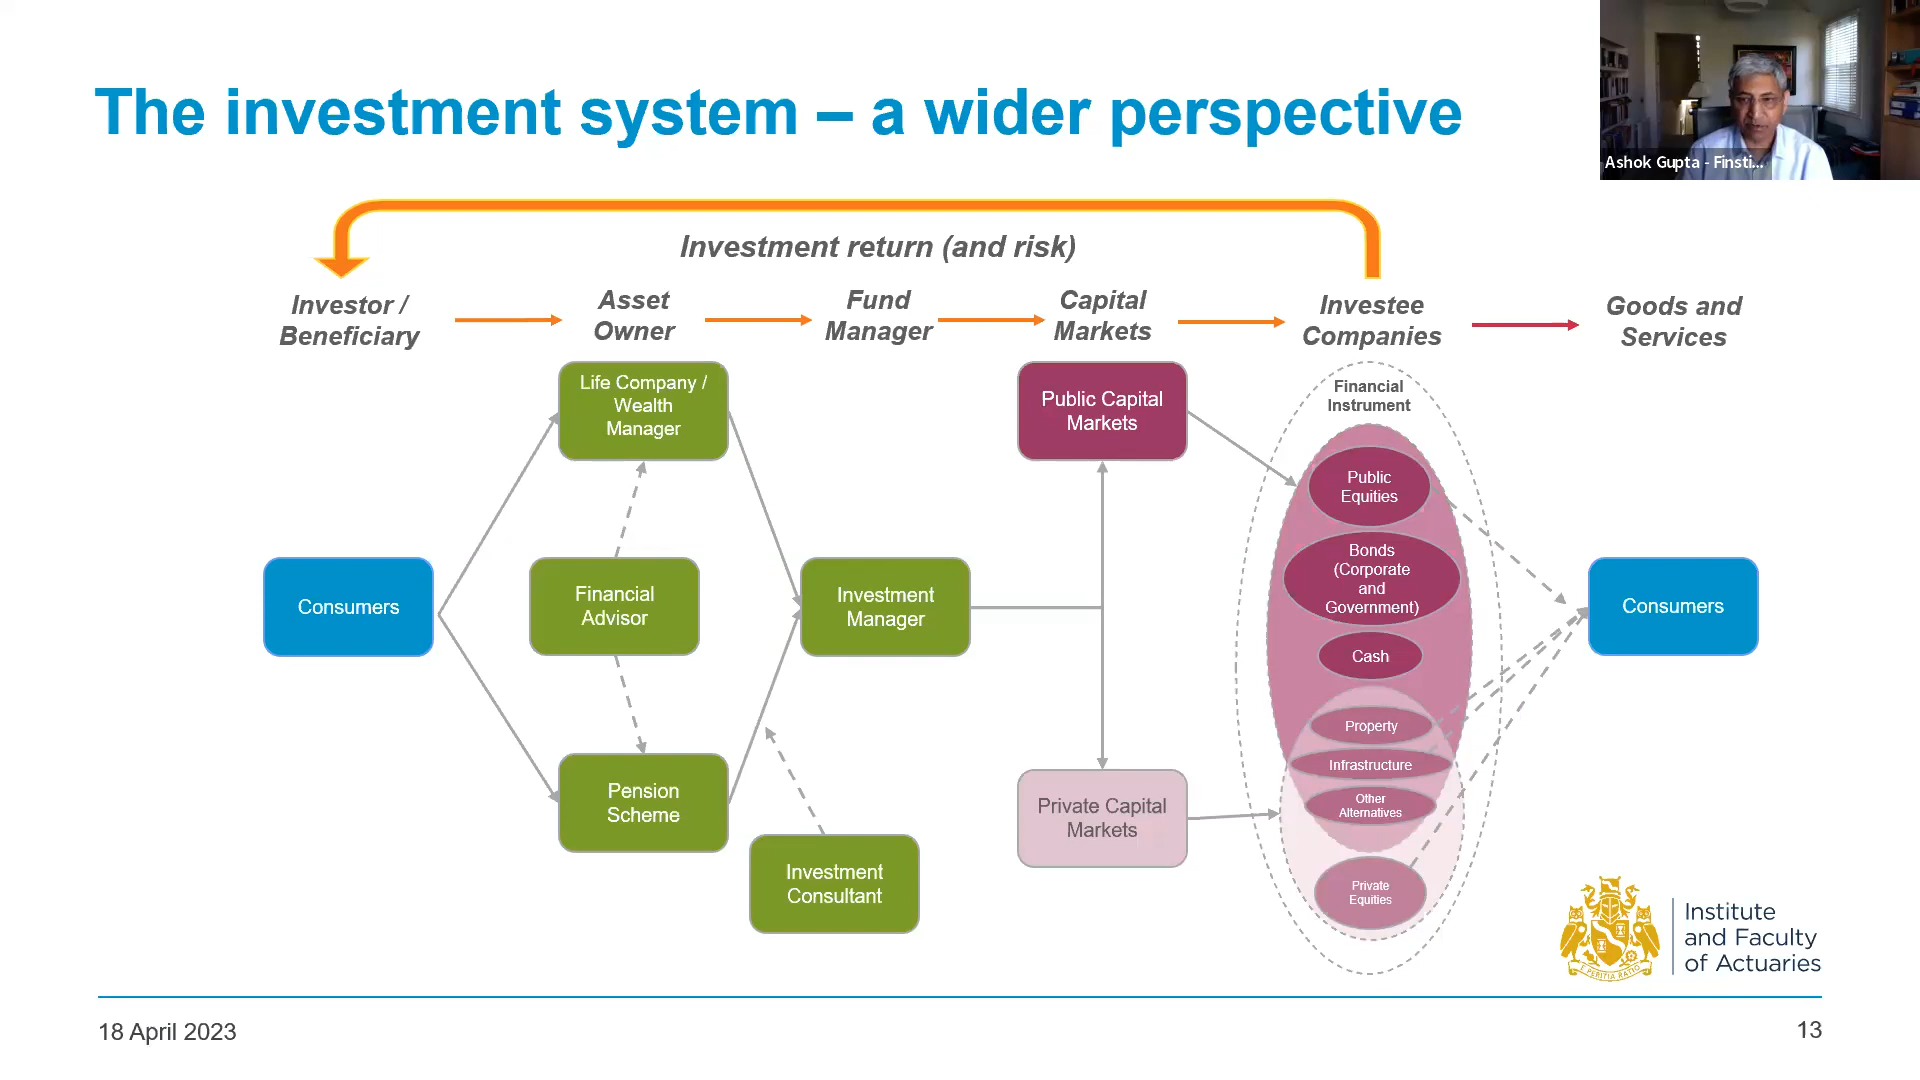 The investment system – a wider perspective
Ashok Gupta - Finsti...
Investment return (and risk)
Investor /
Beneficiary
Asset
Owner
Fund
Manager
Capital
Markets
Investee
Companies
Goods and
Services
Life Company /
Wealth
Manager
Public Capital
Markets
Financial
Instrument
Public
Equities
Bonds
(Corporate
and
Government)
Cash
Consumers
Financial
Advisor
Investment
Manager
Consumers
Property
Infrastructure
Other
Alternatives
Pension
Scheme
Private Capital
Markets
Investment
Consultant
Private
Equities
PERITIA RATIO
Institute
and Faculty
of Actuaries
18 April 2023
13